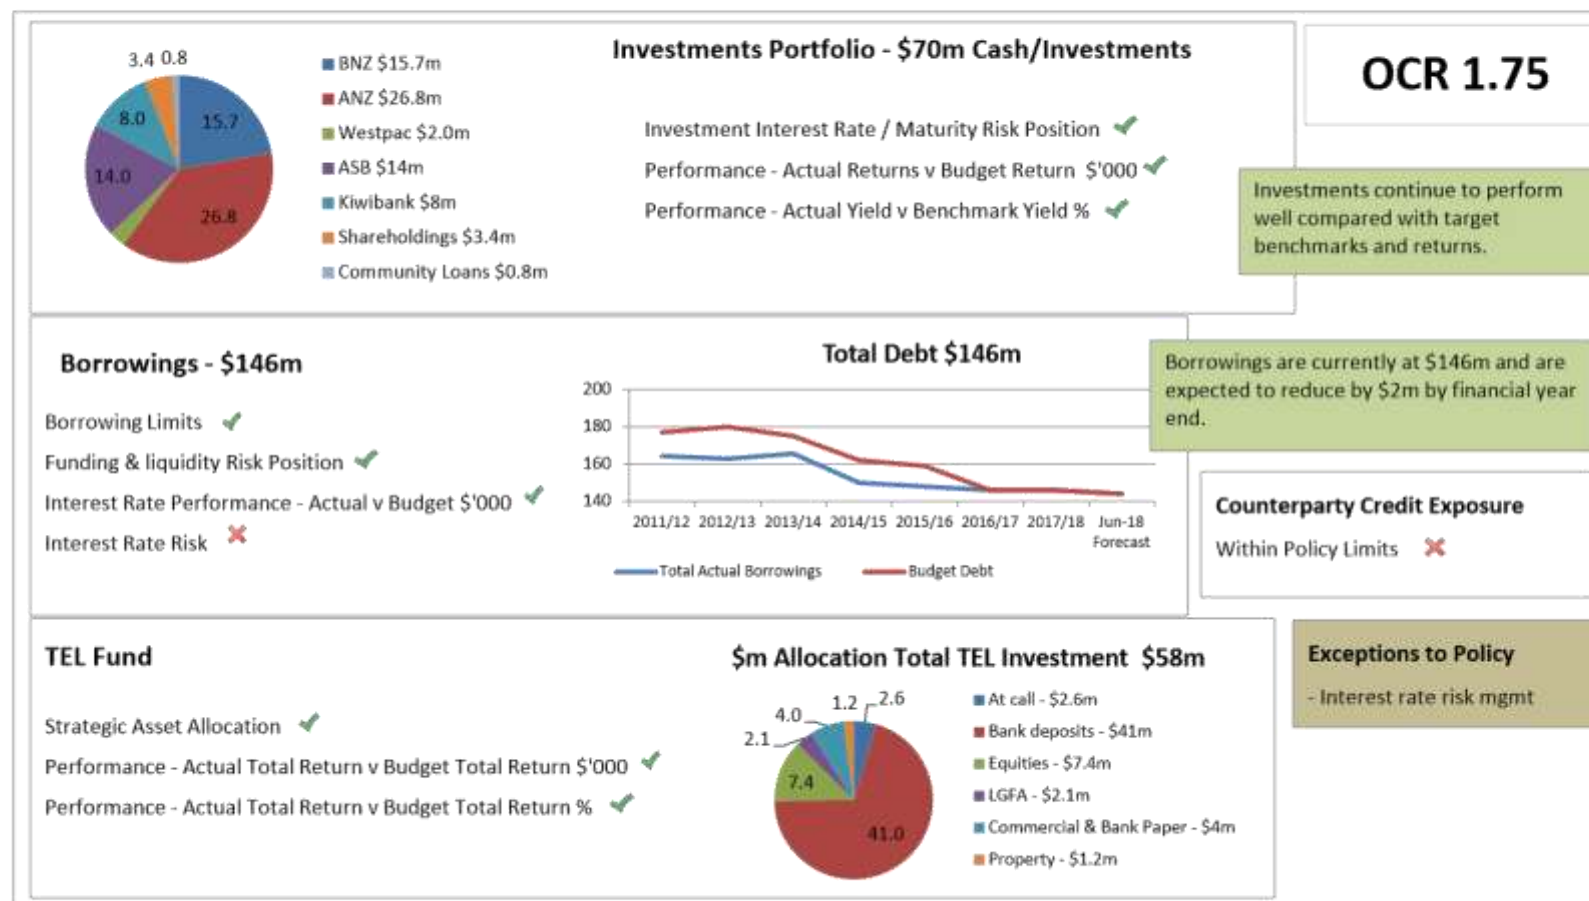 3.4 0.8
8.0
15.7
14.0
26.8
BNZ $15.7m
ANZ $26.8m
Westpac $2.0m
ASB $14m
Kiwibank $8m
Shareholdings $3.4m
Community Loans $0.8m
Investments Portfolio - $70m Cash/Investments
Investment Interest Rate / Maturity Risk Position
Performance - Actual Returns v Budget Return $'000
Performance - Actual Yield v Benchmark Yield %
OCR 1.75
Investments continue to perform
well compared with target
benchmarks and returns.
Borrowings - $146m
Borrowing Limits
Funding & liquidity Risk Position
Interest Rate Performance - Actual v Budget $'000
Interest Rate Risk
Total Debt $146m
200
180
160
140
2011/12 2012/13 2013/14 2014/15 2015/16 2016/17 2017/18 Jun-18
Forecast
Total Actual Borrowings Budget Debt
Borrowings are currently at $146m and are
expected to reduce by $2m by financial year
end.
Counterparty Credit Exposure
Within Policy Limits
TEL Fund
Strategic Asset Allocation
Performance - Actual Total Return v Budget Total Return $'000
Performance - Actual Total Return v Budget Total Return %
$m Allocation Total TEL Investment $58m
1.2 2.6
4.0
2.1
7.4
41.0
At call - $2.6m
Bank deposits - $41m
Equities - $7.4m
LGFA - $2.1m
Commercial & Bank Paper - $4m
Property - $1.2m
Exceptions to Policy
- Interest rate risk mgmt